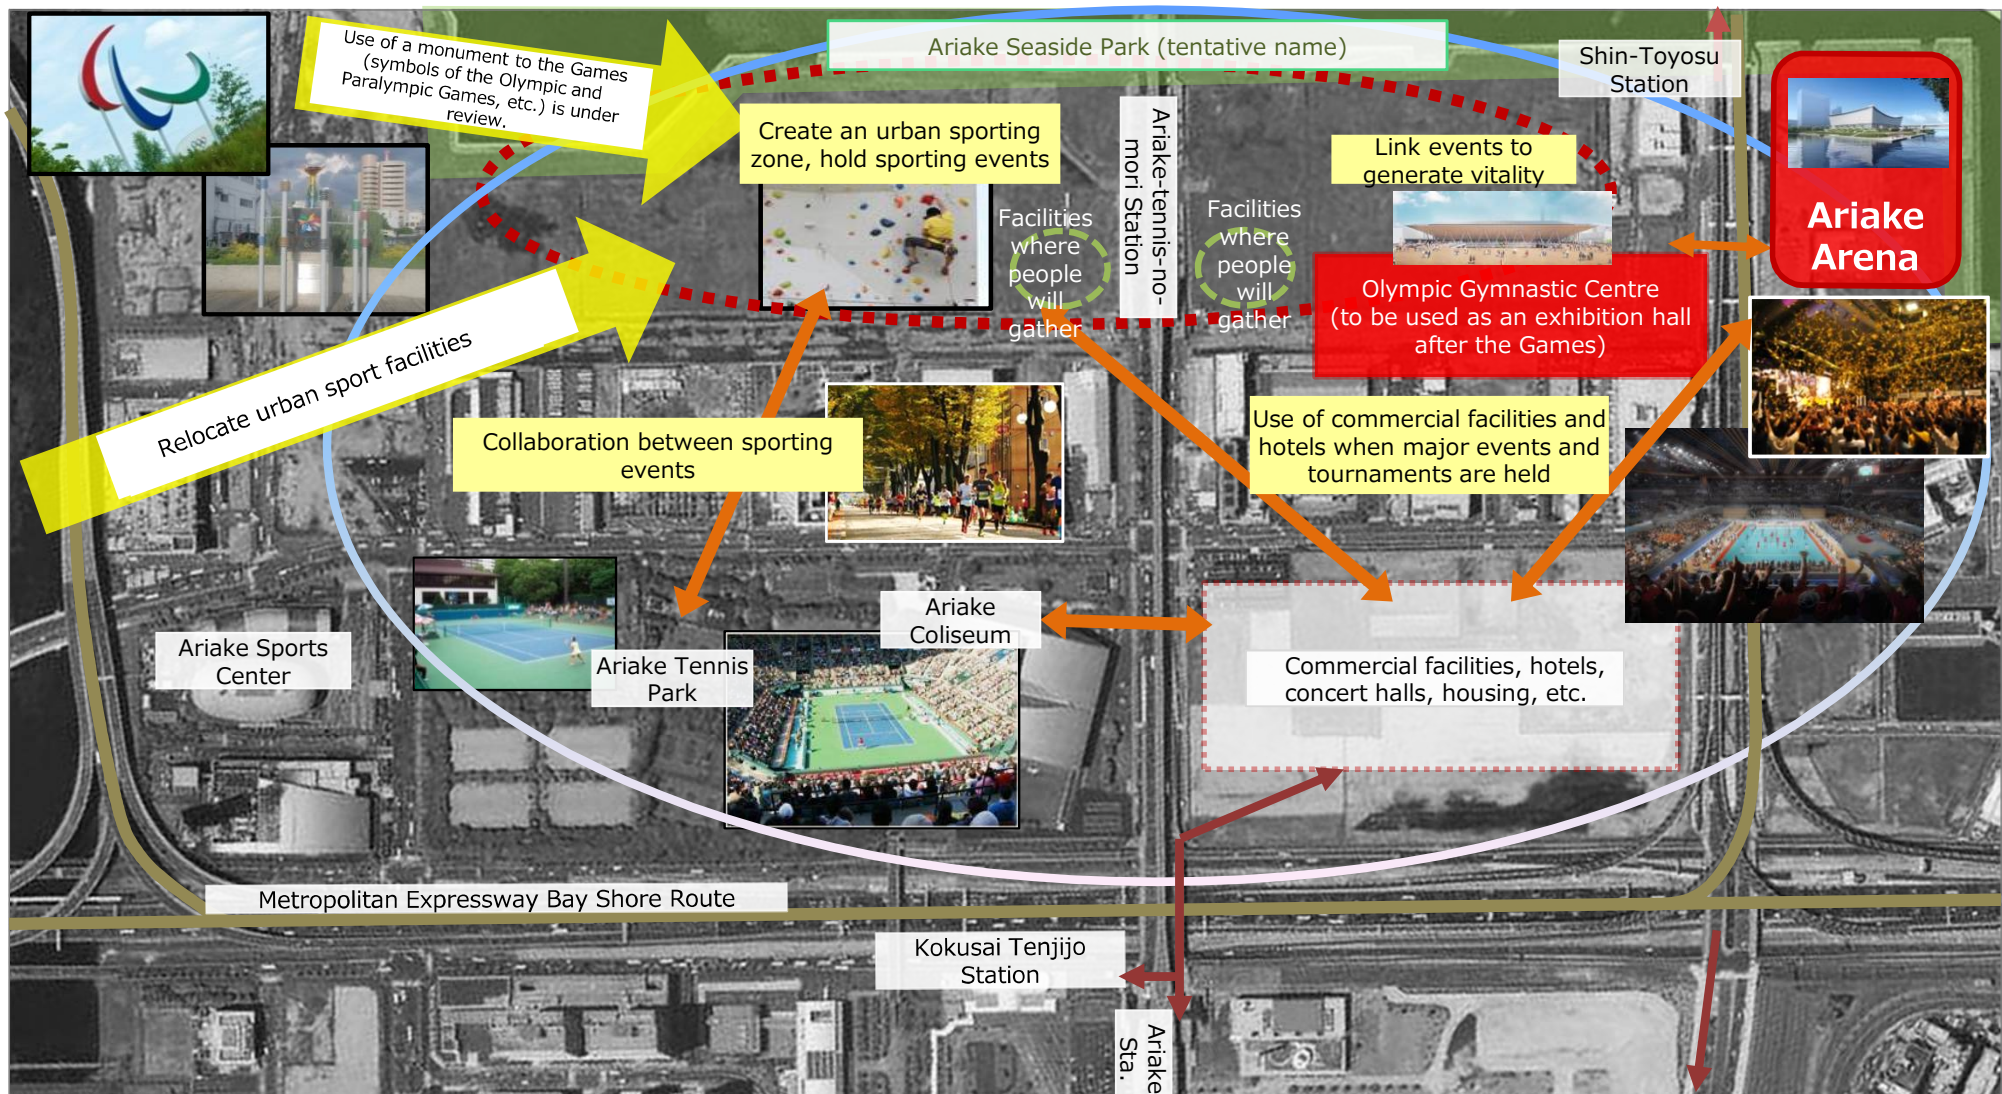 Use of a monument to the Games
(symbols of the Olympic and
Paralympic Games, etc.) is under
review.
Ariake Seaside Park (tentative name)
Shin-Toyosu
Station
Create an urban sporting
zone, hold sporting events
Ariake-tennis-no-
mori Station
Link events to
generate vitality
Ariake
Arena
Facilities
where
people
will
gather
Facilities
where
people
will
gather
Olympic Gymnastic Centre
(to be used as an exhibition hall
after the Games)
Relocate urban sport facilities
Collaboration between sporting
events
Use of commercial facilities and
hotels when major events and
tournaments are held
Ariake Sports
Center
Ariake Tennis
Park
Ariake
Coliseum
Commercial facilities, hotels,
concert halls, housing, etc.
Metropolitan Expressway Bay Shore Route
Kokusai Tenjijo
Station
Ariake
Sta.